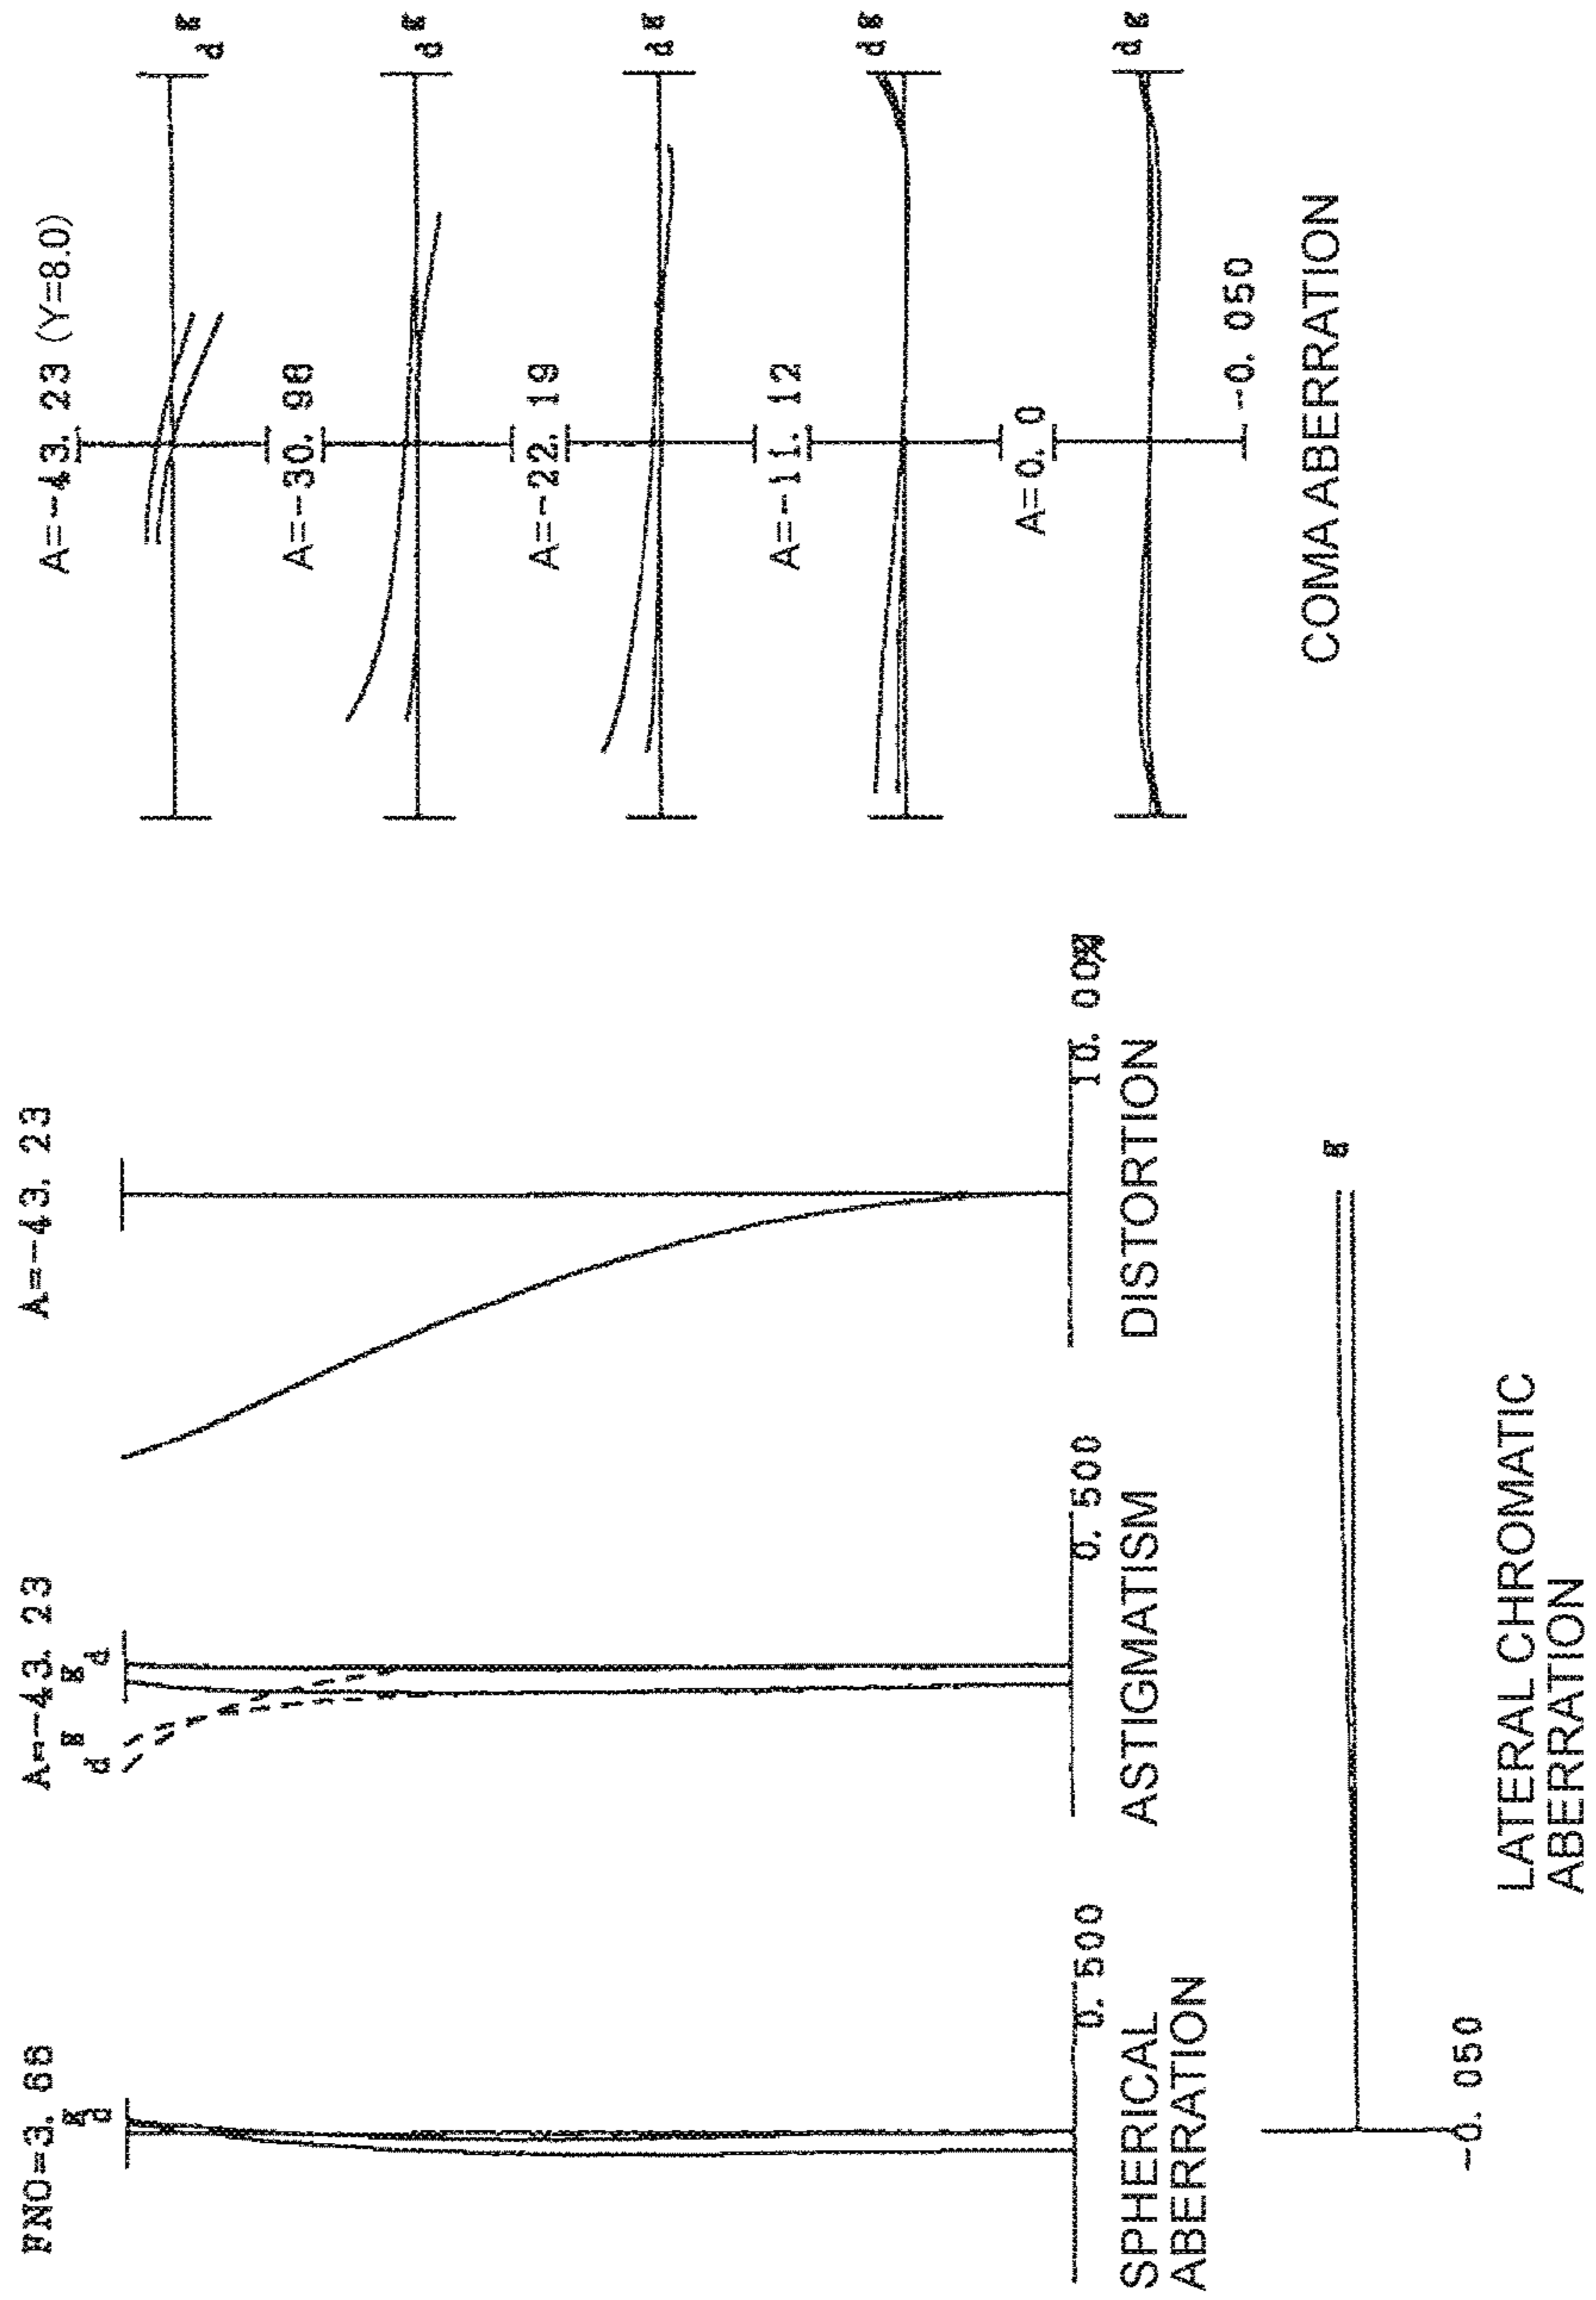 FNO=3. 66
g
d
0. 500
SPHERICAL
ABERRATION
A=-43. 23
g
d
g
d
0. 500
ASTIGMATISM
A=-43. 23
10. 00%
DISTORTION
g
-0. 050
LATERAL CHROMATIC
ABERRATION
A=-43. 23 (Y=8.0)
g
d
A=-30. 98
g
d
A=-22. 19
g
d
A=-11. 12
g
d
A=0. 0
g
d
-0. 050
COMA ABERRATION